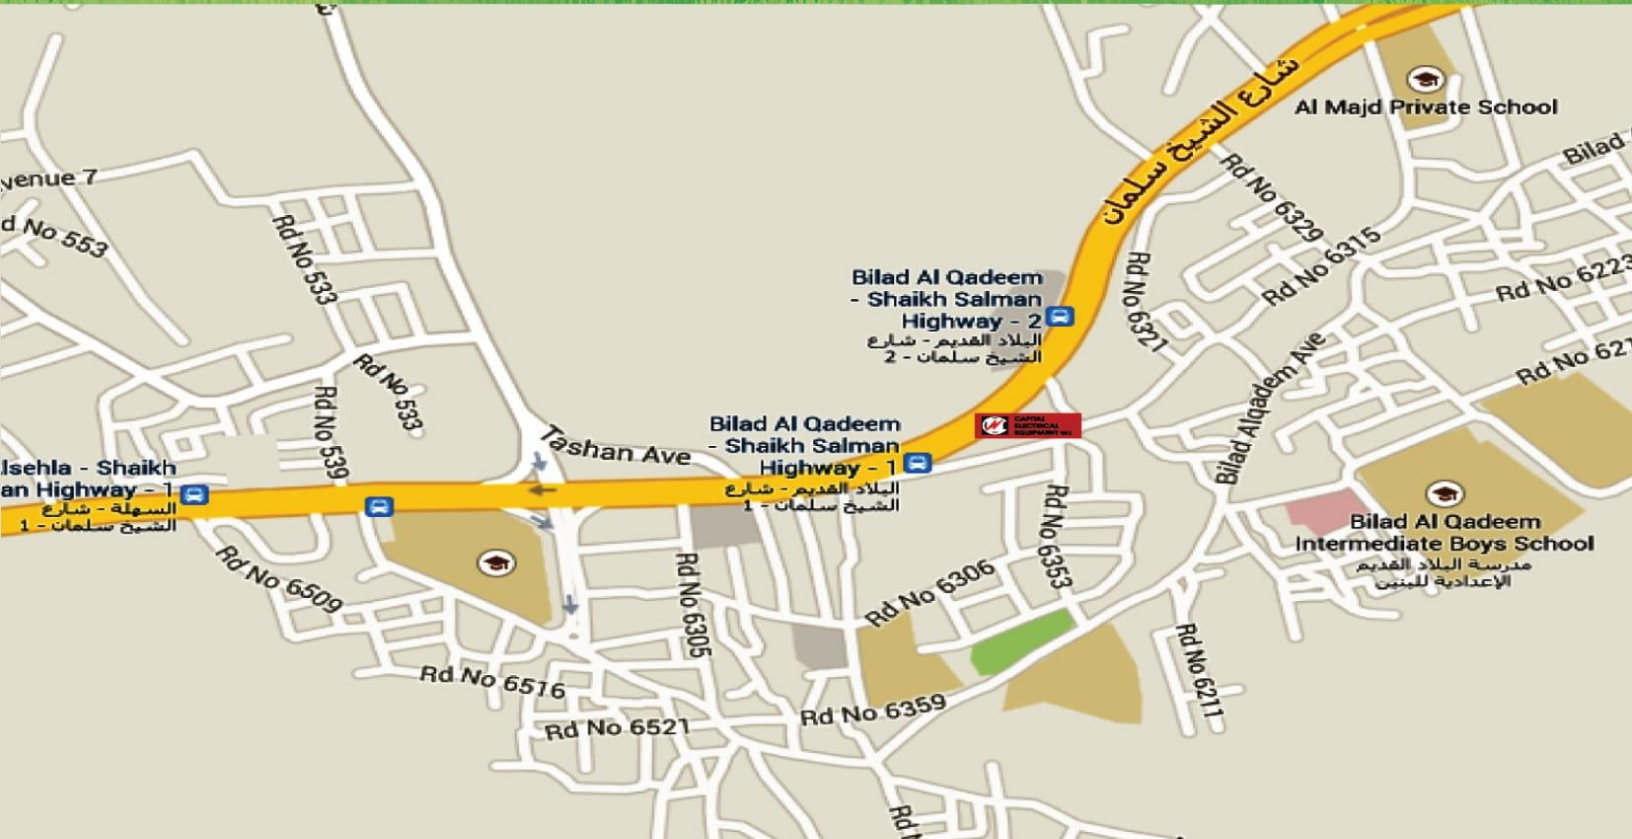 شارع الشيخ سلمان
Al Majd Private School
Bilad
venue 7
d No 553
Rd No 533
Rd No 6329
Rd No 6315
Rd No 6321
Rd No 6223
Bilad Al Qadeem
- Shaikh Salman
Highway - 2
البلاد القديم - شارع
الشيخ سلمان - 2
Rd No 533
Rd No 539
Bilad Alqadem Ave
Rd No 621
CAPITAL
ELECTRICAL
EQUIPMENT
Tashan Ave
Bilad Al Qadeem
- Shaikh Salman
Highway - 1
البلاد القديم - شارع
الشيخ سلمان - 1
lsehla - Shaikh
an Highway - 1
السهلة - شارع
الشيخ سلمان - 1
Rd No 6353
Bilad Al Qadeem
Intermediate Boys School
مدرسة البلاد القديم
الإعدادية للبنين
Rd No 6509
Rd No 6305
Rd No 6306
Rd No 6211
Rd No 6516
Rd No 6359
Rd No 6521
Rd N